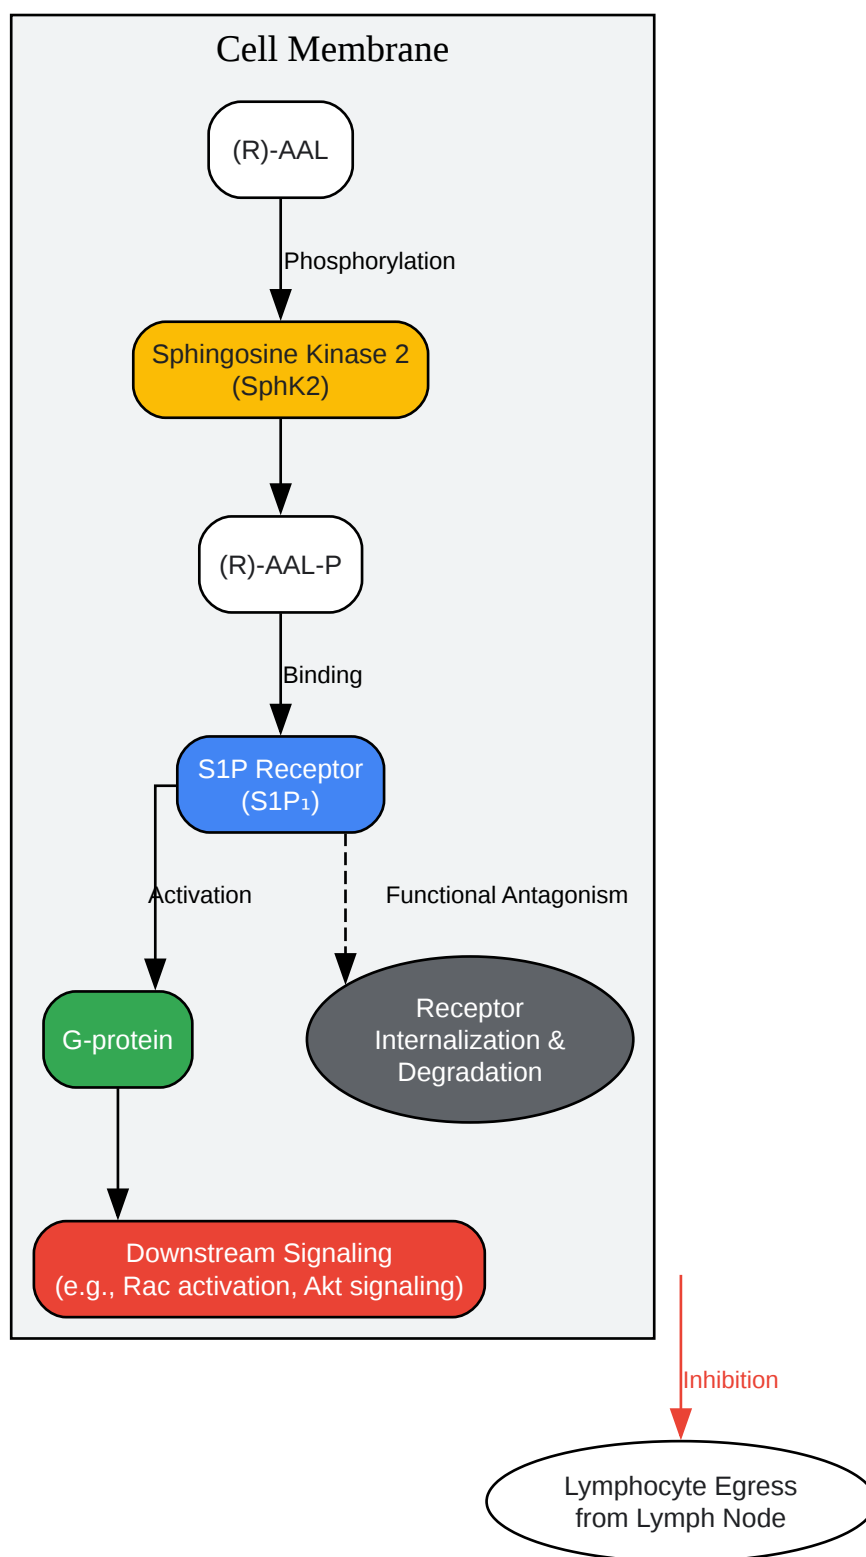 Cell Membrane
(R)-AAL
Phosphorylation
Sphingosine Kinase 2
(SphK2)
(R)-AAL-P
Binding
S1P Receptor
(S1P₁)
Activation
Functional Antagonism
Receptor
Internalization &
Degradation
G-protein
Downstream Signaling
(e.g., Rac activation, Akt signaling)
Inhibition
Lymphocyte Egress
from Lymph Node